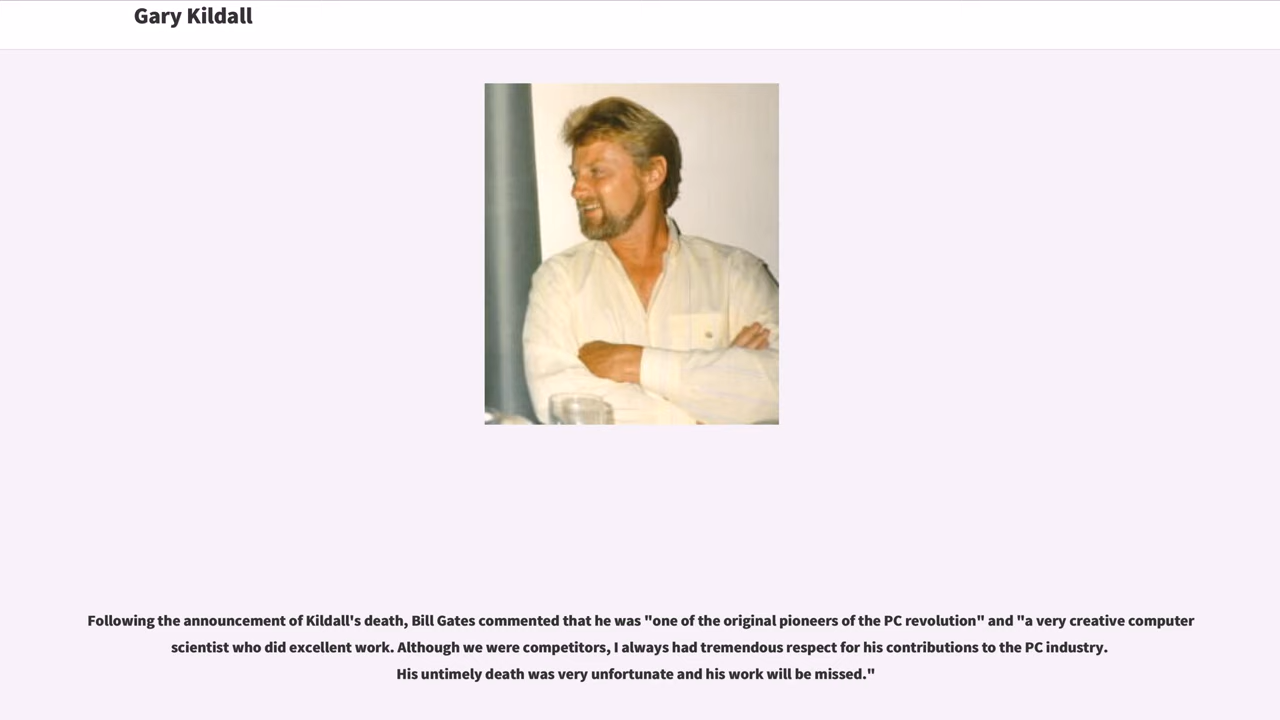 Gary Kildall
Following the announcement of Kildall's death, Bill Gates commented that he was "one of the original pioneers of the PC revolution" and "a very creative computer
scientist who did excellent work. Although we were competitors, I always had tremendous respect for his contributions to the PC industry.
His untimely death was very unfortunate and his work will be missed."